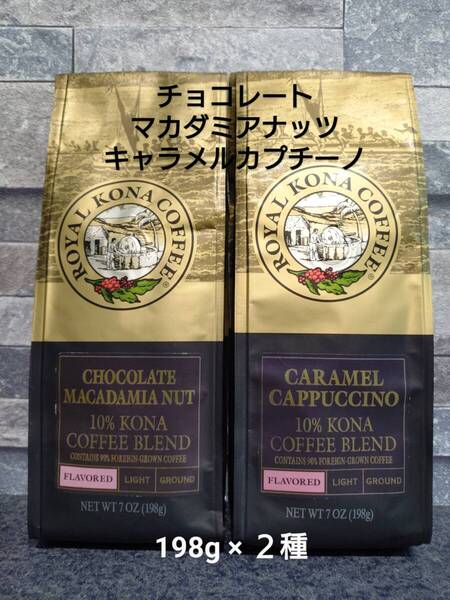 チョコレート
マカダミアナッツ
キャラメルカプチーノ
ROYAL KONA COFFEE®
CHOCOLATE
MACADAMIA NUT
10% KONA
COFFEE BLEND
CONTAINS 90% FOREIGN-GROWN COFFEE
FLAVORED LIGHT GROUND
NET WT 7 OZ (198g)
ROYAL KONA COFFEE®
CARAMEL
CAPPUCCINO
10% KONA
COFFEE BLEND
CONTAINS 90% FOREIGN-GROWN COFFEE
FLAVORED LIGHT GROUND
NET WT 7 OZ (198g)
198g × 2種